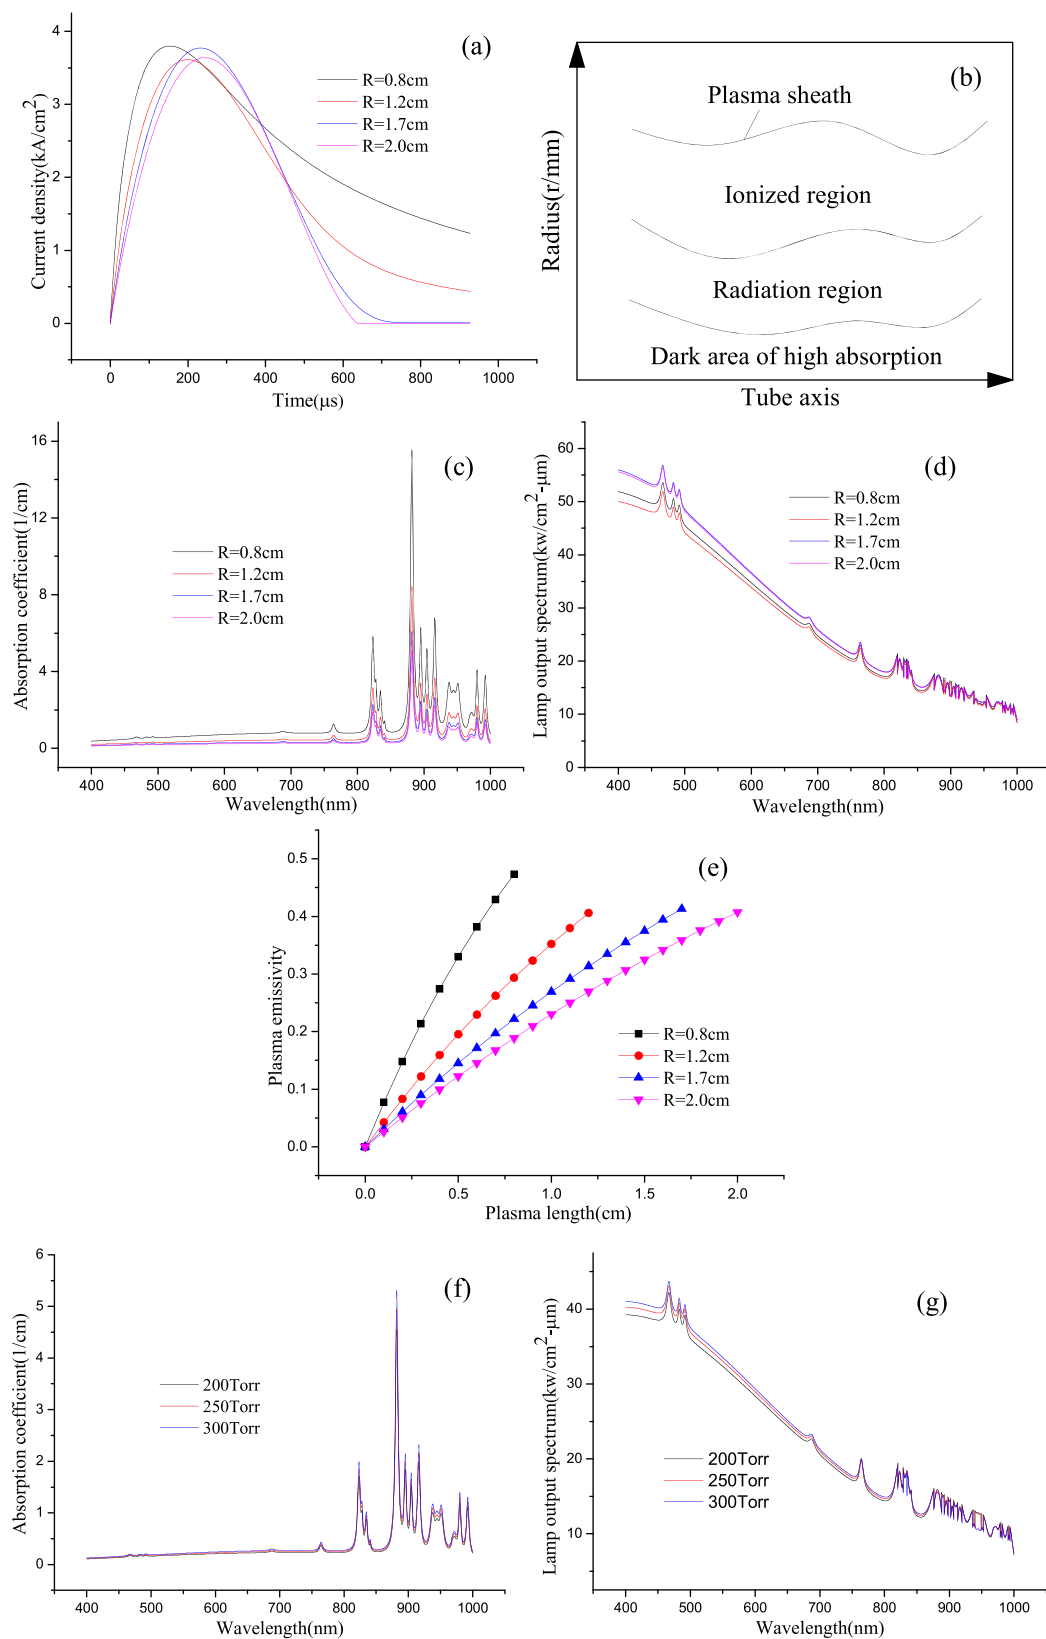 (a)
R=0.8cm
R=1.2cm
R=1.7cm
R=2.0cm
Current density(kA/cm2)
4
3
2
1
0
0 200 400 600 800 1000
Time(μs)
(b)
Radius(r/mm)
Plasma sheath
Ionized region
Radiation region
Dark area of high absorption
Tube axis
(c)
R=0.8cm
R=1.2cm
R=1.7cm
R=2.0cm
Absorption coefficient(1/cm)
16
12
8
4
0
400 500 600 700 800 900 1000
Wavelength(nm)
(d)
R=0.8cm
R=1.2cm
R=1.7cm
R=2.0cm
Lamp output spectrum(kw/cm2-μm)
60
50
40
30
20
10
0
400 500 600 700 800 900 1000
Wavelength(nm)
(e)
Plasma emissivity
0.5
0.4
0.3
0.2
0.1
0.0
R=0.8cm
R=1.2cm
R=1.7cm
R=2.0cm
0.0 0.5 1.0 1.5 2.0
Plasma length(cm)
(f)
200Torr
250Torr
300Torr
Absorption coefficient(1/cm)
6
5
4
3
2
1
0
400 500 600 700 800 900 1000
Wavelength(nm)
(g)
Lamp output spectrum(kw/cm2-μm)
40
30
20
10
200Torr
250Torr
300Torr
400 500 600 700 800 900 1000
Wavelength(nm)